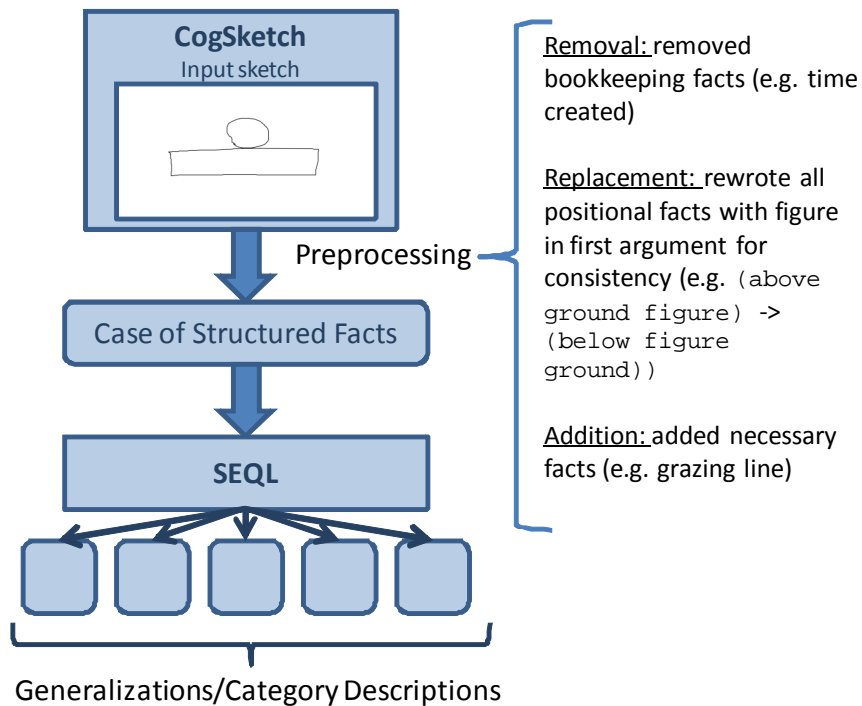 CogSketch
Input sketch
Preprocessing
Case of Structured Facts
SEQL
Generalizations/Category Descriptions
Removal: removed
bookkeeping facts (e.g. time
created)
Replacement: rewrote all
positional facts with figure
in first argument for
consistency (e.g. (above
ground figure) ->
(below figure
ground))
Addition: added necessary
facts (e.g. grazing line)